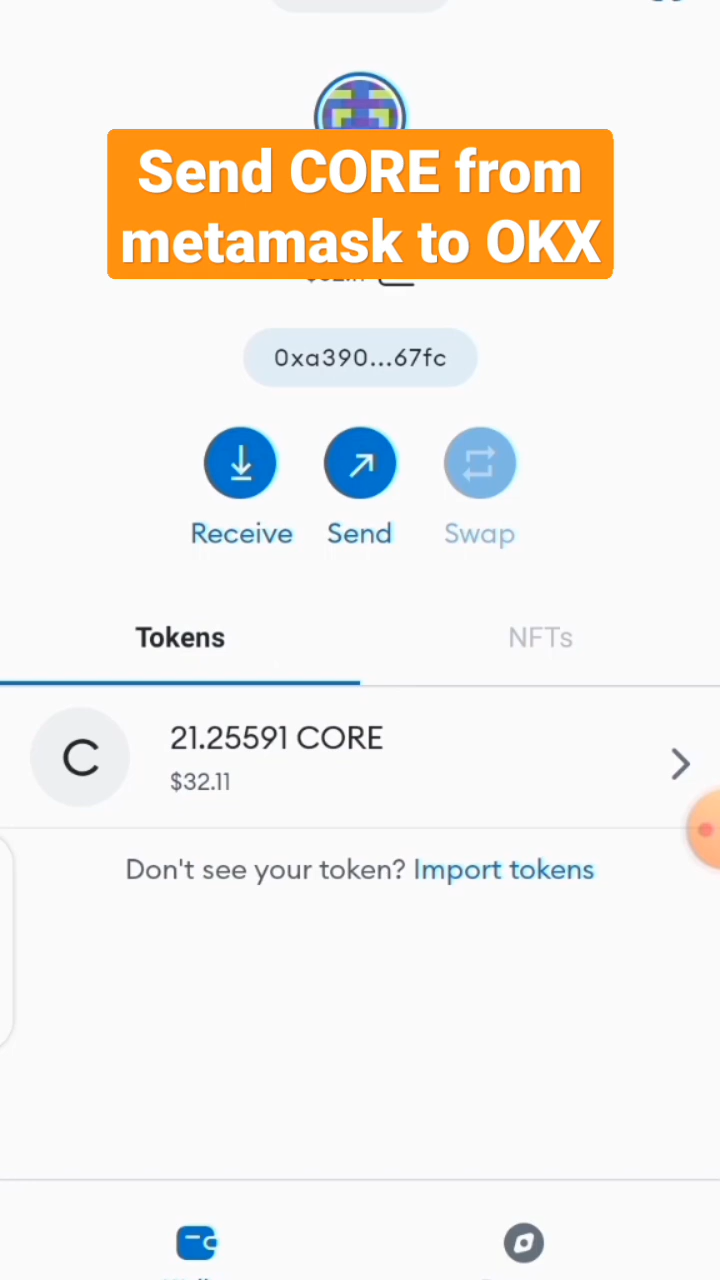 Send CORE from
metamask to OKX
0xa390...67fc
Receive
Send
Swap
Tokens
NFTs
C
21.25591 CORE
$32.11
Don't see your token? Import tokens